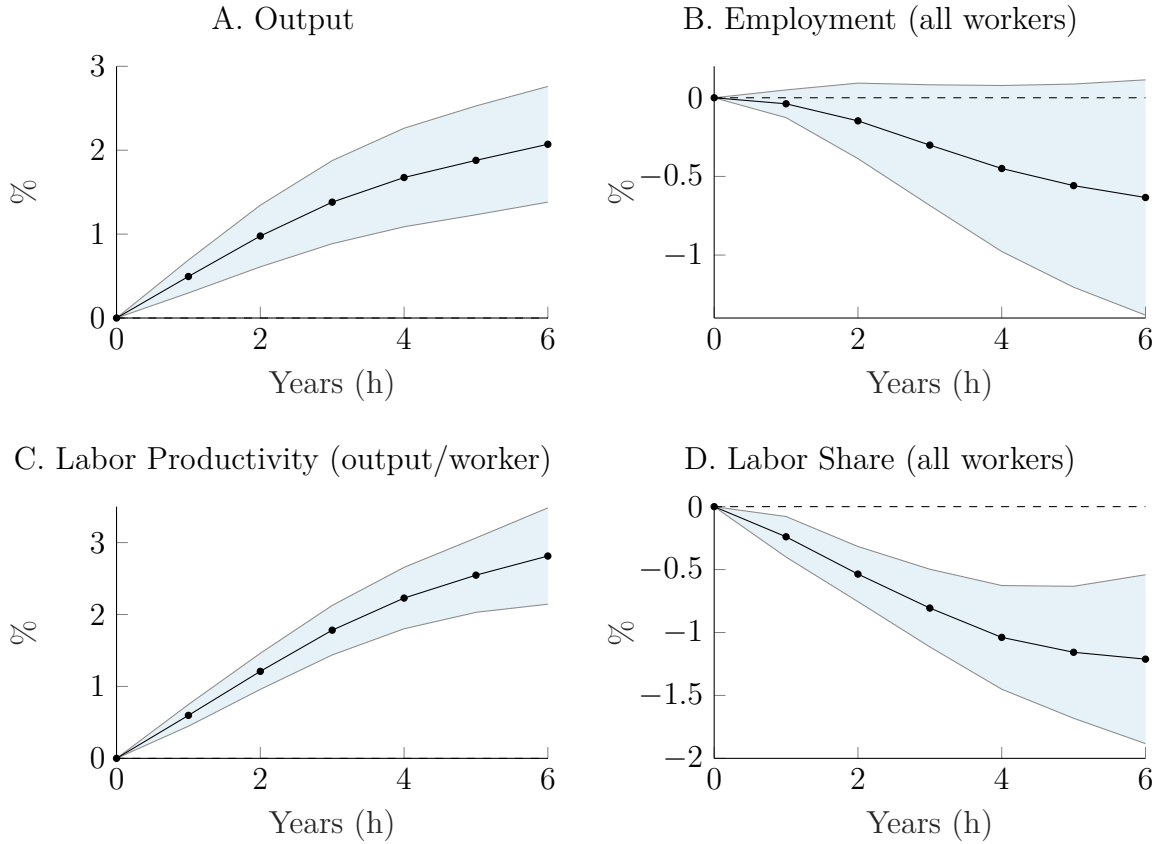 A. Output
3
2
1
0
%
0 2 4 6
Years (h)
B. Employment (all workers)
0
−0.5
−1
%
0 2 4 6
Years (h)
C. Labor Productivity (output/worker)
3
2
1
0
%
0 2 4 6
Years (h)
D. Labor Share (all workers)
0
−0.5
−1
−1.5
−2
%
0 2 4 6
Years (h)